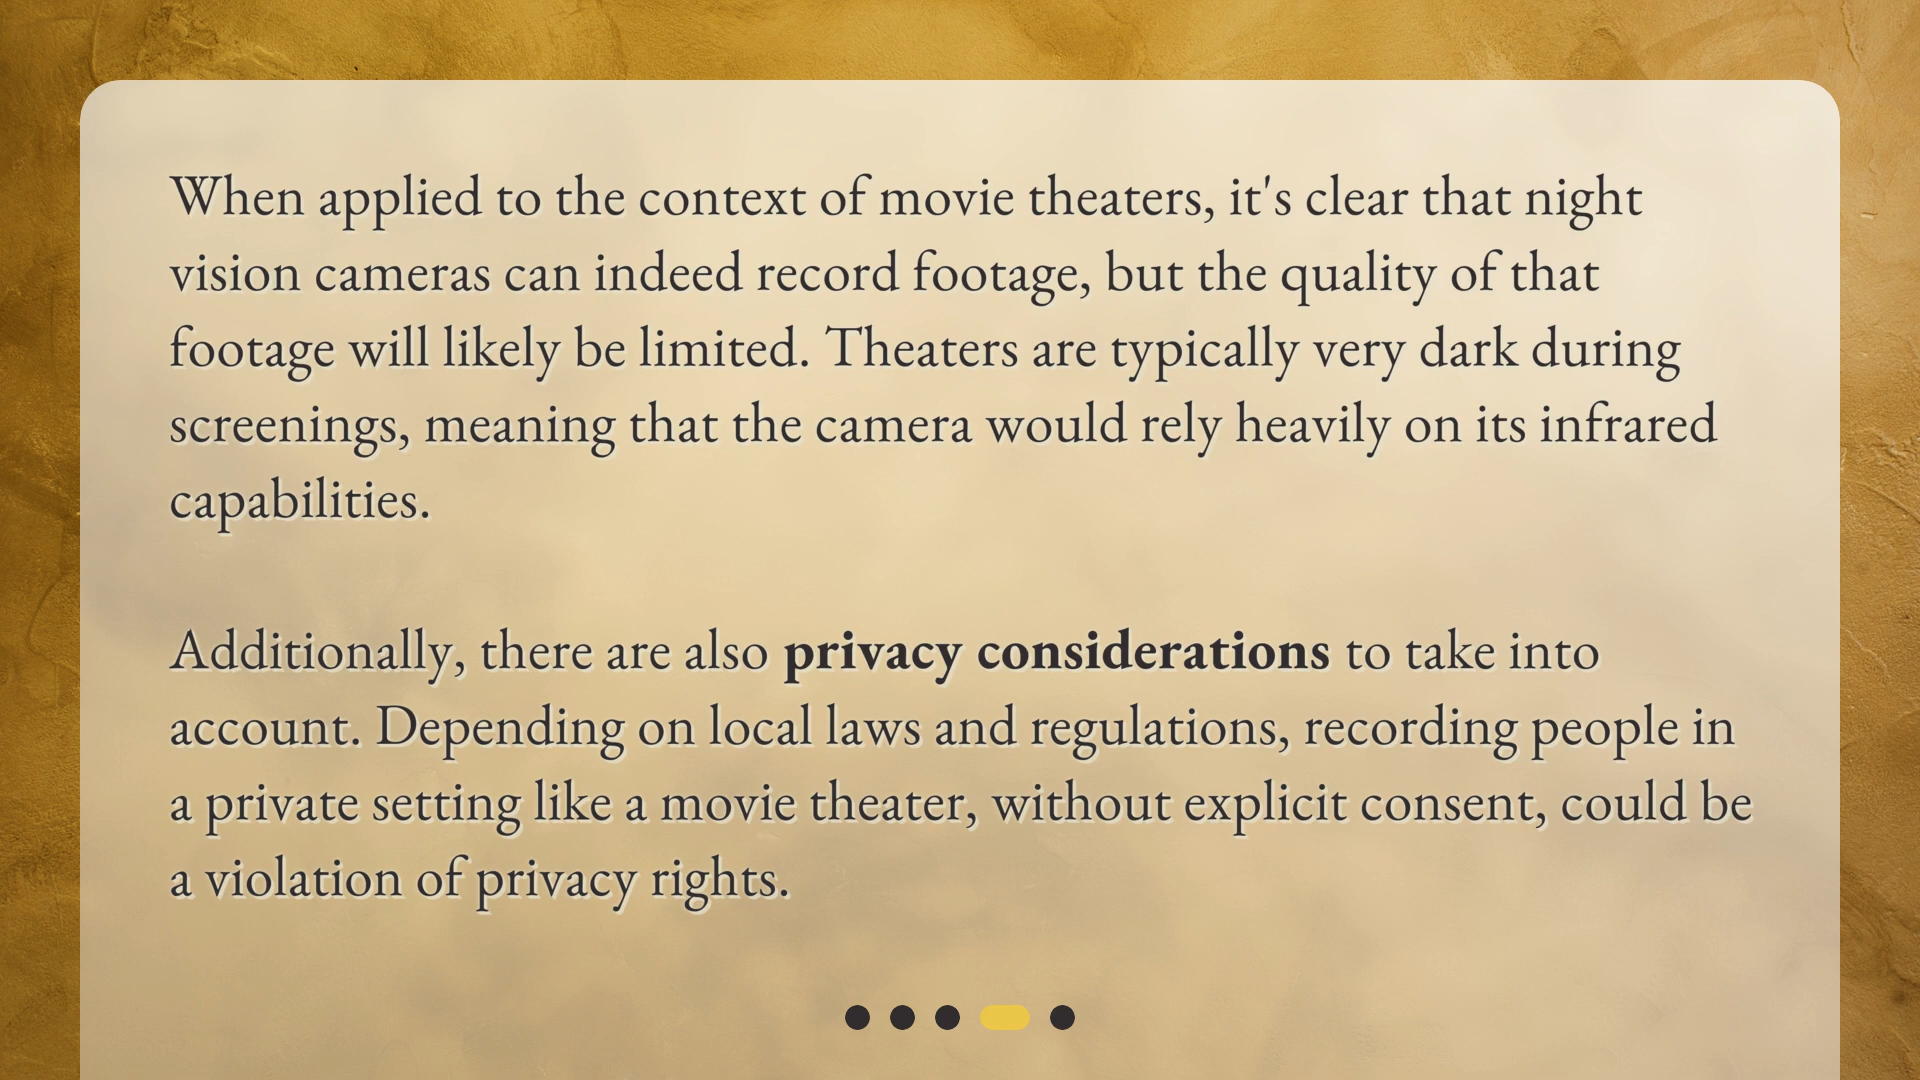 When applied to the context of movie theaters, it's clear that night
vision cameras can indeed record footage, but the quality of that
footage will likely be limited. Theaters are typically very dark during
screenings, meaning that the camera would rely heavily on its infrared
capabilities.
Additionally, there are also privacy considerations to take into
account. Depending on local laws and regulations, recording people in
a private setting like a movie theater, without explicit consent, could be
a violation of privacy rights.